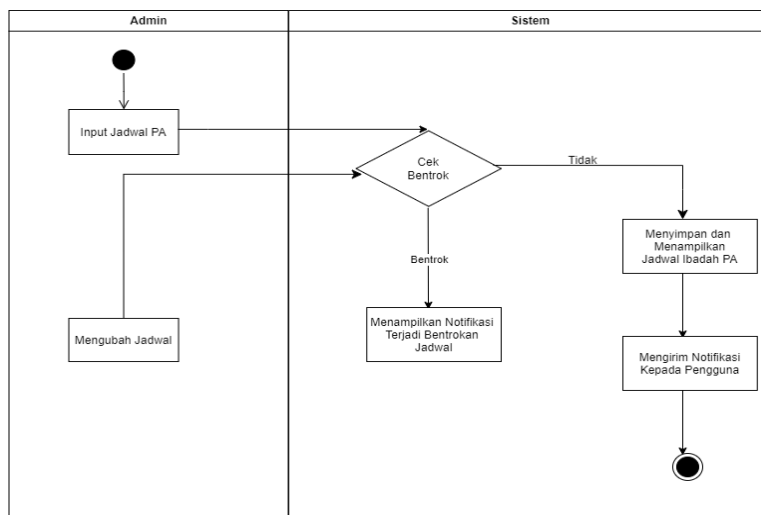 Admin
Sistem
Input Jadwal PA
Cek
Bentrok
Tidak
Menyimpan dan
Menampilkan
Jadwal Ibadah PA
Bentrok
Mengubah Jadwal
Menampilkan Notifikasi
Terjadi Bentrokan
Jadwal
Mengirim Notifikasi
Kepada Pengguna